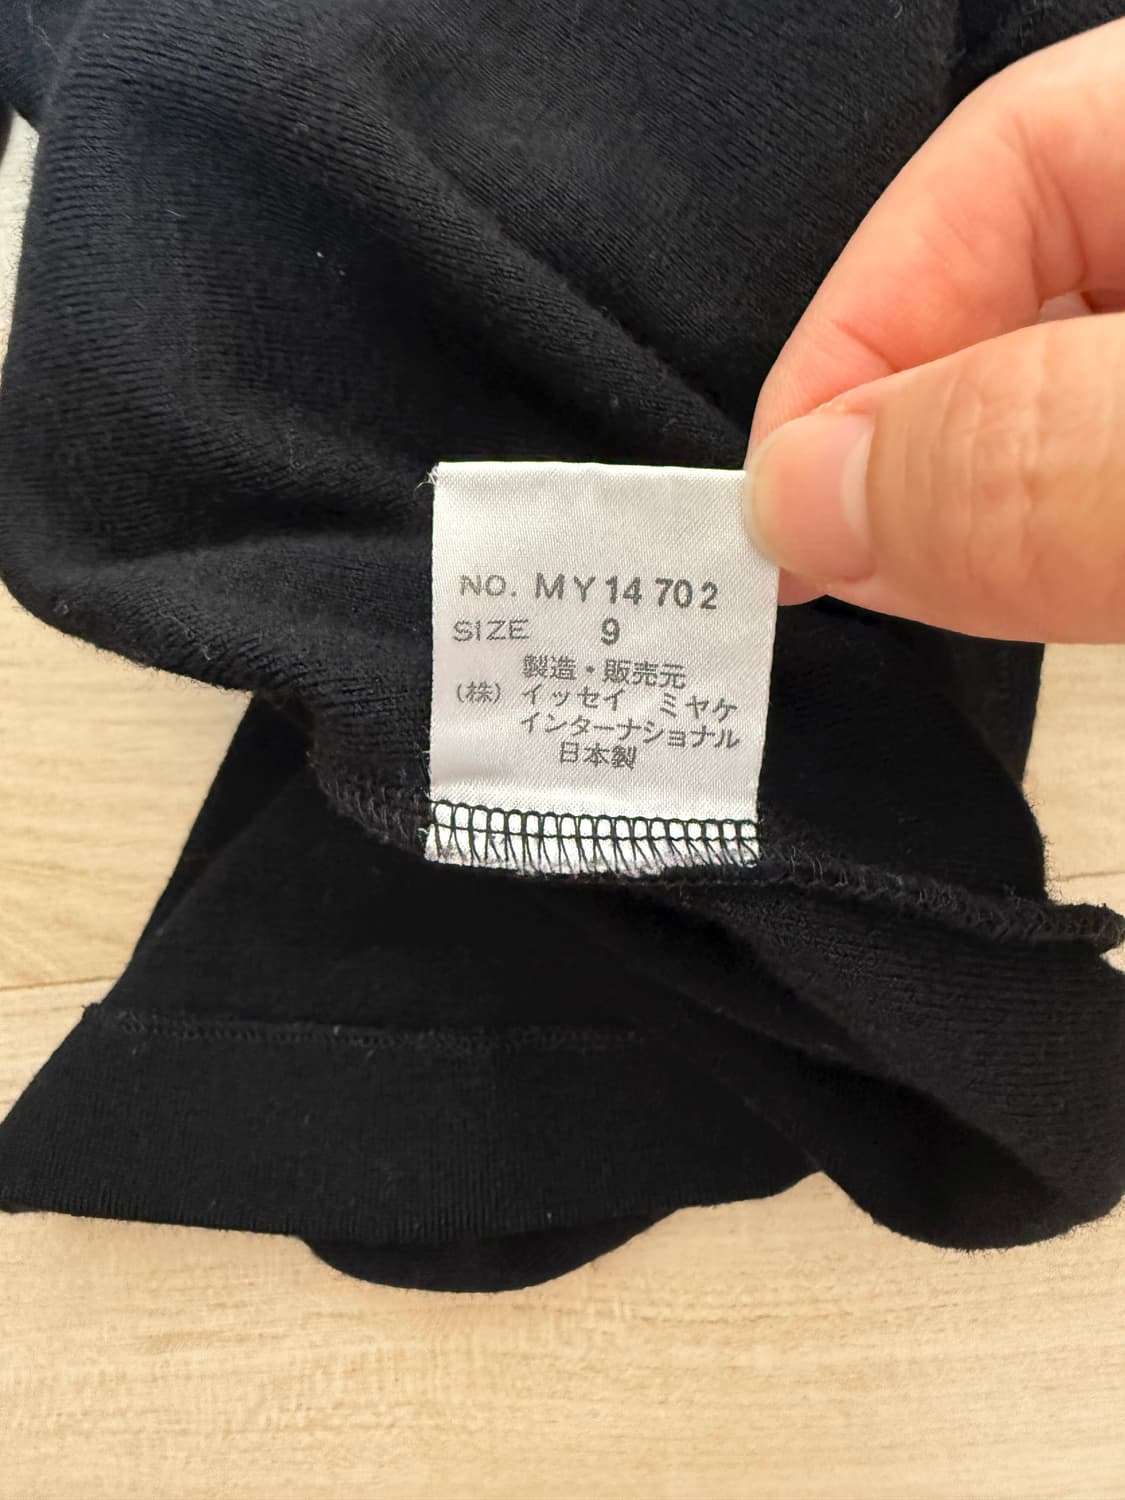 NO. MY14702
SIZE 9
製造・販売元
(株) イッセイ ミヤケ
インターナショナル
日本製